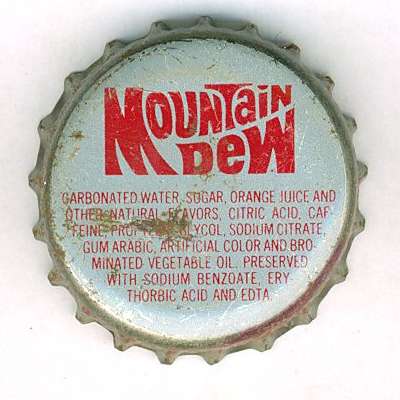 MOUNTAIN
DEW
CARBONATED WATER, SUGAR, ORANGE JUICE AND
OTHER NATURAL FLAVORS, CITRIC ACID, CAF-
FEINE, GLYCOL, SODIUM CITRATE,
GUM ARABIC, ARTIFICIAL COLOR AND BRO-
MINATED VEGETABLE OIL. PRESERVED
WITH SODIUM BENZOATE, ERY-
THORBIC ACID AND EDTA.